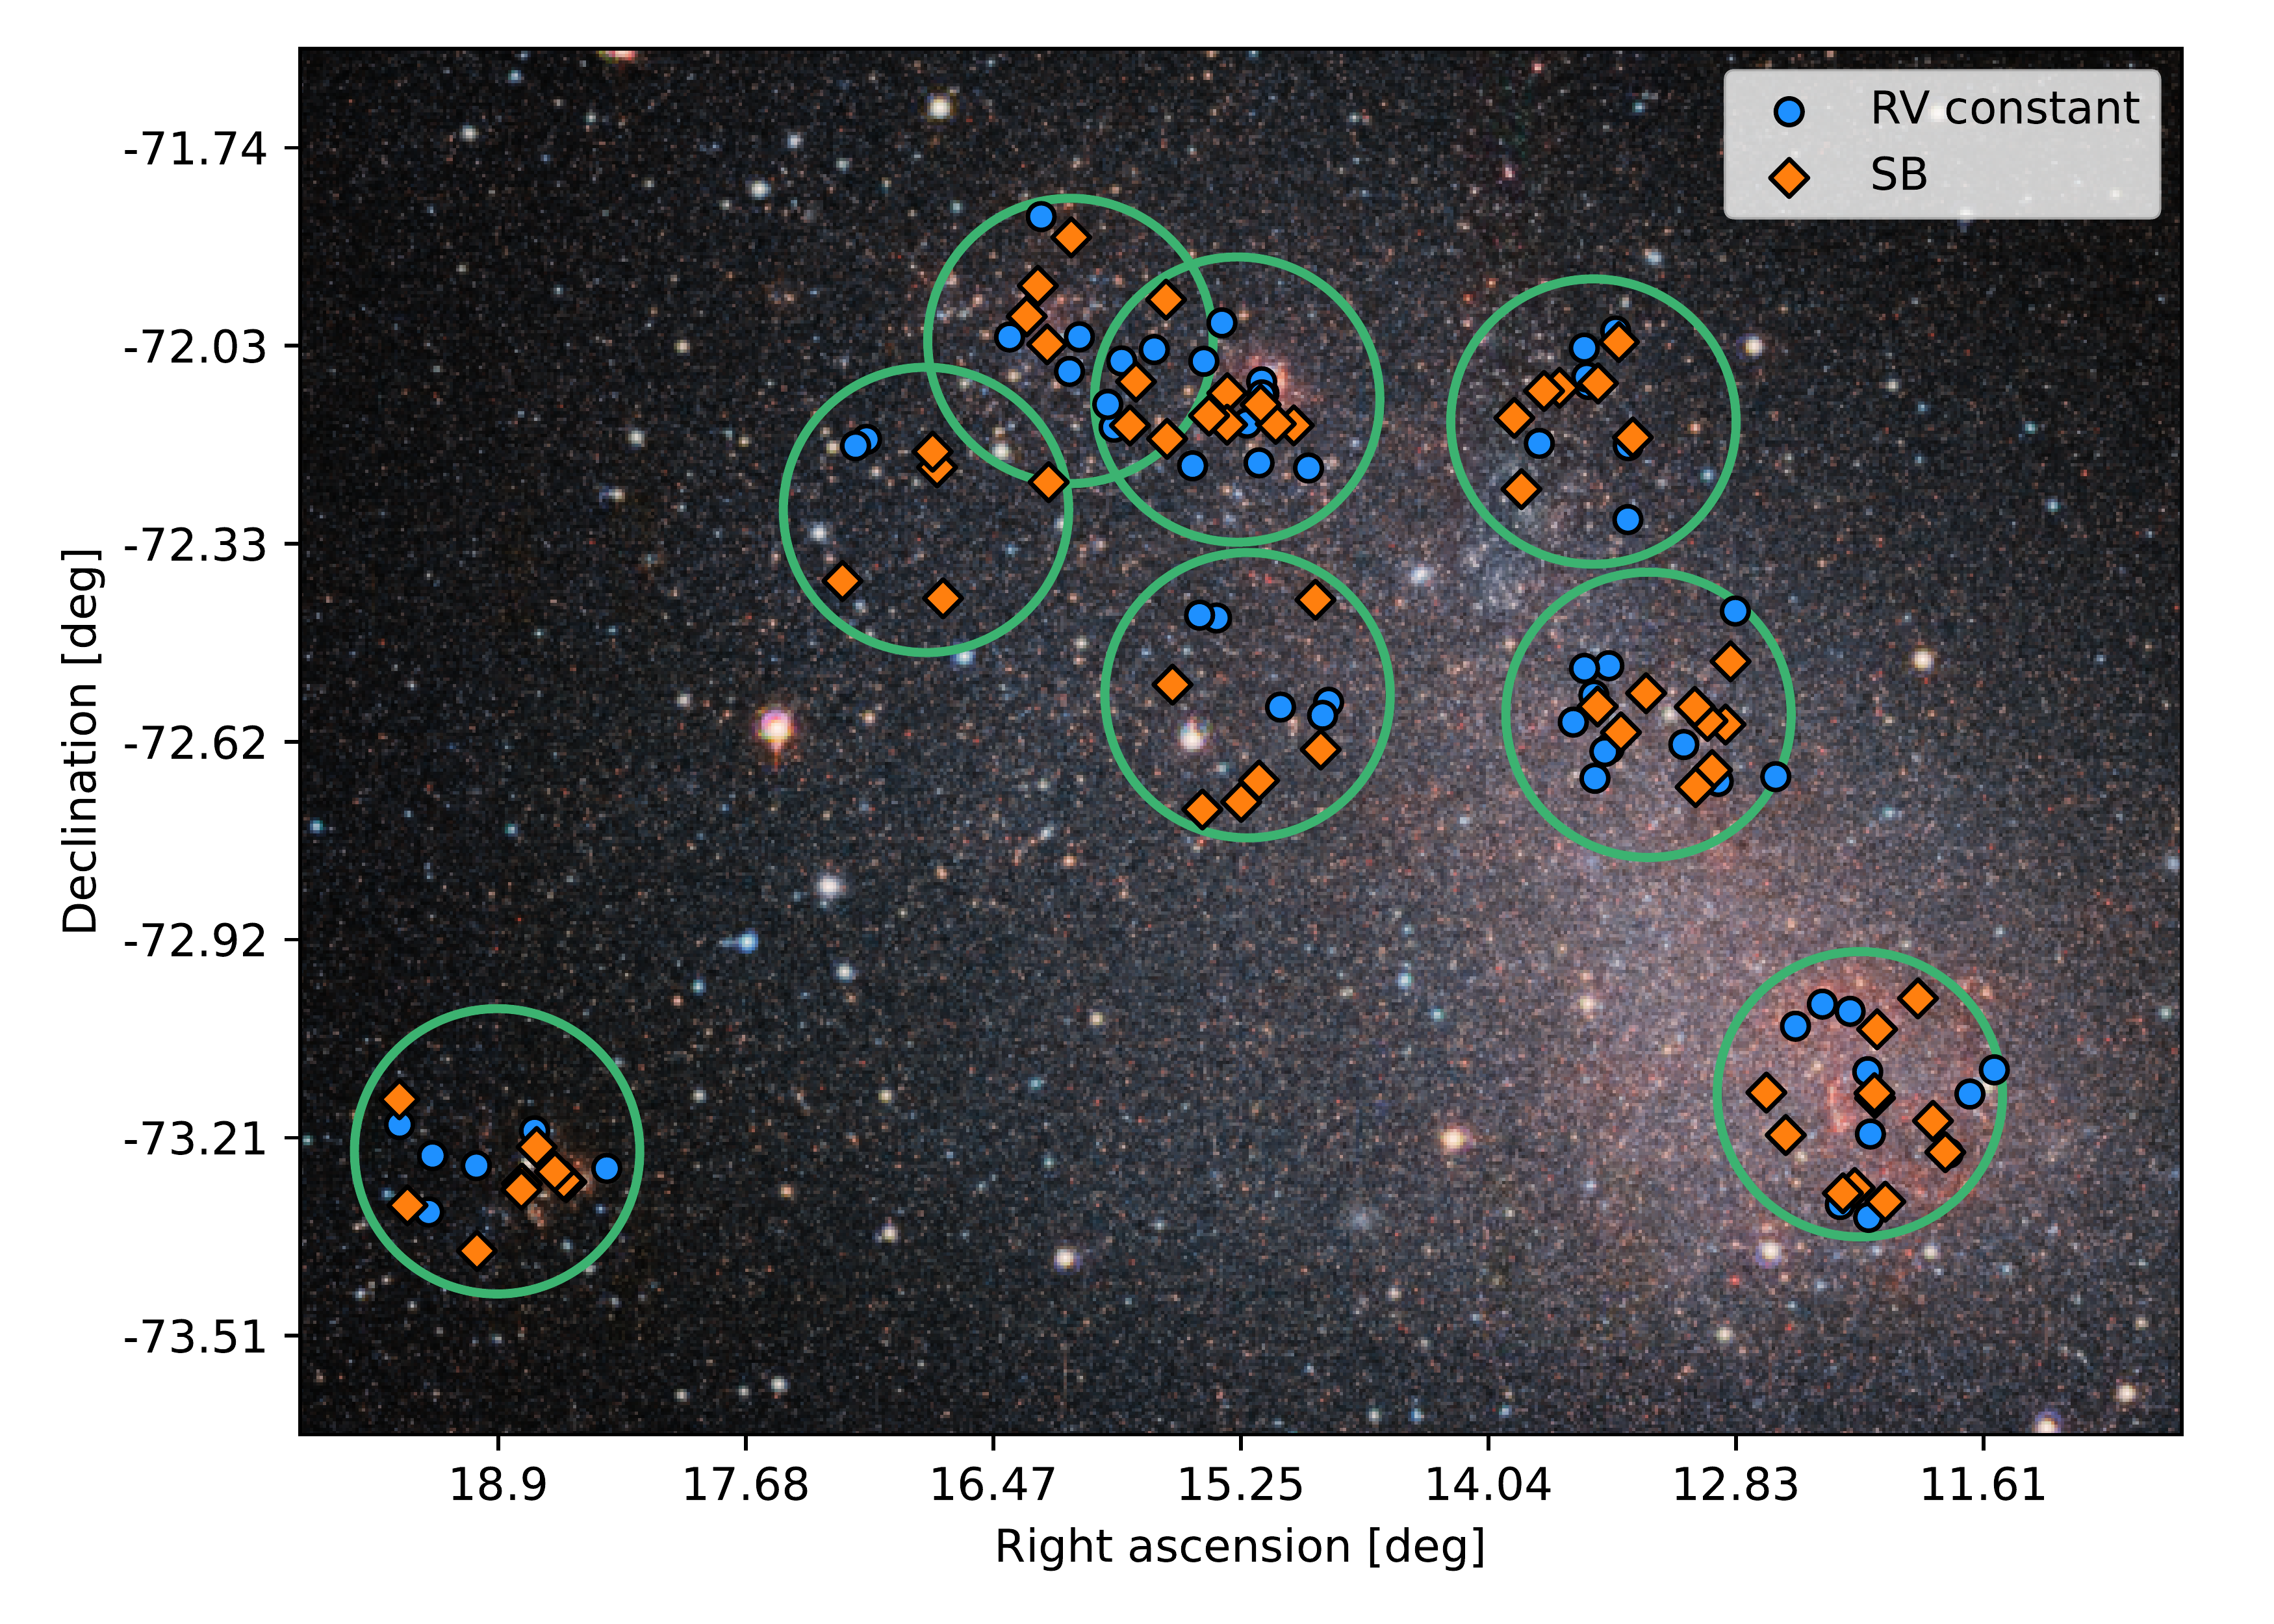 RV constant
SB
-71.74
-72.03
-72.33
-72.62
-72.92
-73.21
-73.51
Declination [deg]
18.9 17.68 16.47 15.25 14.04 12.83 11.61
Right ascension [deg]